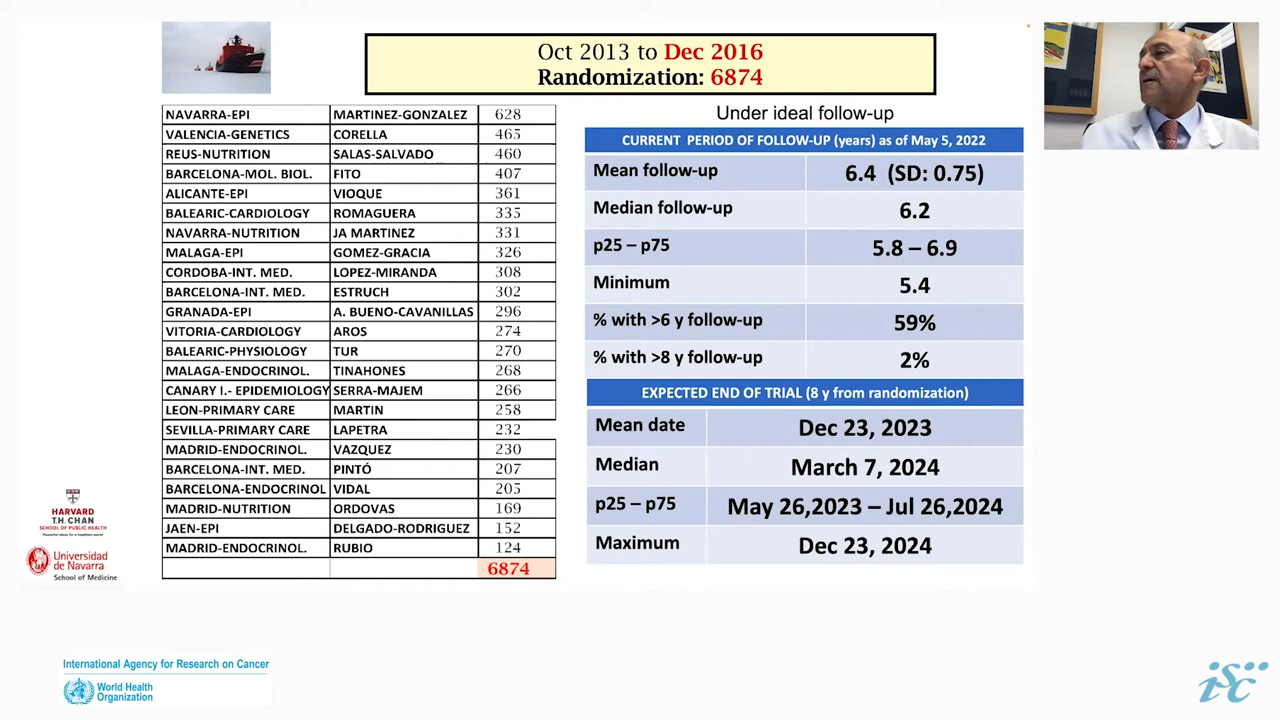 Oct 2013 to Dec 2016
Randomization: 6874
NAVARRA-EPI MARTINEZ-GONZALEZ 628
VALENCIA-GENETICS CORELLA 465
REUS-NUTRITION SALAS-SALVADO 460
BARCELONA-MOL. BIOL. FITO 407
ALICANTE-EPI VIOQUE 361
BALEARIC-CARDIOLOGY ROMAGUERA 335
NAVARRA-NUTRITION JA MARTINEZ 331
MALAGA-EPI GOMEZ-GRACIA 326
CORDOBA-INT. MED. LOPEZ-MIRANDA 308
BARCELONA-INT. MED. ESTRUCH 302
GRANADA-EPI A. BUENO-CAVANILLAS 296
VITORIA-CARDIOLOGY AROS 274
BALEARIC-PHYSIOLOGY TUR 270
MALAGA-ENDOCRINOL. TINAHONES 268
CANARY I.- EPIDEMIOLOGY SERRA-MAJEM 266
LEON-PRIMARY CARE MARTIN 258
SEVILLA-PRIMARY CARE LAPETRA 232
MADRID-ENDOCRINOL. VAZQUEZ 230
BARCELONA-INT. MED. PINTÓ 207
BARCELONA-ENDOCRINOL VIDAL 205
MADRID-NUTRITION ORDOVAS 169
JAEN-EPI DELGADO-RODRIGUEZ 152
MADRID-ENDOCRINOL. RUBIO 124
6874
Under ideal follow-up
CURRENT PERIOD OF FOLLOW-UP (years) as of May 5, 2022
Mean follow-up 6.4 (SD: 0.75)
Median follow-up 6.2
p25 – p75 5.8 – 6.9
Minimum 5.4
% with >6 y follow-up 59%
% with >8 y follow-up 2%
EXPECTED END OF TRIAL (8 y from randomization)
Mean date Dec 23, 2023
Median March 7, 2024
p25 – p75 May 26,2023 – Jul 26,2024
Maximum Dec 23, 2024
HARVARD
T.H. CHAN
SCHOOL OF PUBLIC HEALTH
Powerful ideas for a healthier world
Universidad
de Navarra
School of Medicine
International Agency for Research on Cancer
World Health
Organization
isc